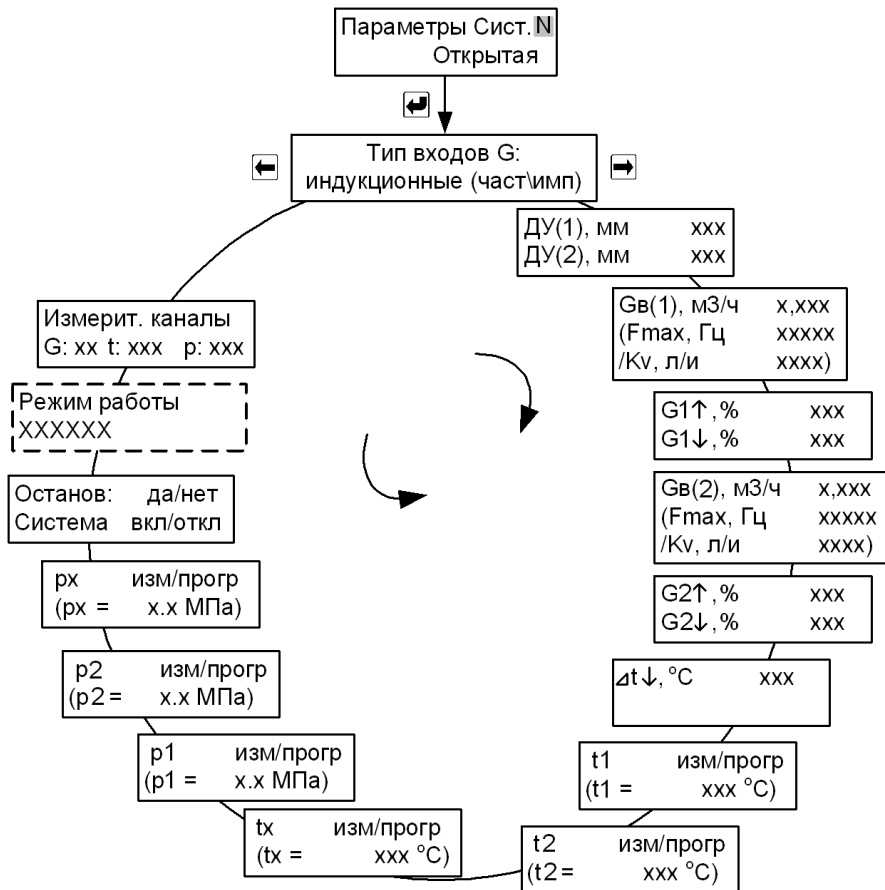 Параметры Сист. N
Открытая
Тип входов G:
индукционные (част\имп)
ДУ(1), мм xxx
ДУ(2), мм xxx
Gв(1), м3/ч x,xxx
(Fmax, Гц xxxxx
/Kv, л/и xxxx)
G1↑,% xxx
G1↓,% xxx
Gв(2), м3/ч x,xxx
(Fmax, Гц xxxxx
/Kv, л/и xxxx)
G2↑,% xxx
G2↓,% xxx
⊿t↓, °C xxx
t1 изм/прогр
(t1 = xxx °C)
t2 изм/прогр
(t2= xxx °C)
tx изм/прогр
(tx = xxx °C)
p1 изм/прогр
(p1 = x.x МПа)
p2 изм/прогр
(p2= x.x МПа)
px изм/прогр
(px = x.x МПа)
Останов: да/нет
Система вкл/откл
Режим работы
XXXXXX
Измерит. каналы
G: xx t: xxx p: xxx